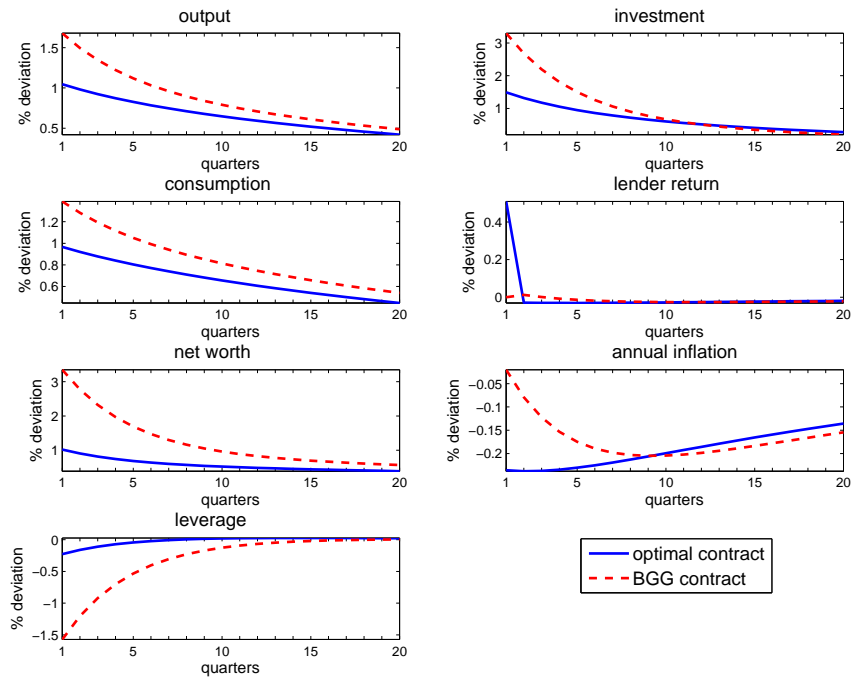 output
% deviation
1.5
1
0.5
1 5 10 15 20
quarters
investment
% deviation
3
2
1
1 5 10 15 20
quarters
consumption
% deviation
1.2
1
0.8
0.6
1 5 10 15 20
quarters
lender return
% deviation
0.4
0.2
0
1 5 10 15 20
quarters
net worth
% deviation
3
2
1
1 5 10 15 20
quarters
annual inflation
% deviation
−0.05
−0.1
−0.15
−0.2
1 5 10 15 20
quarters
leverage
% deviation
0
−0.5
−1
−1.5
1 5 10 15 20
quarters
optimal contract
BGG contract